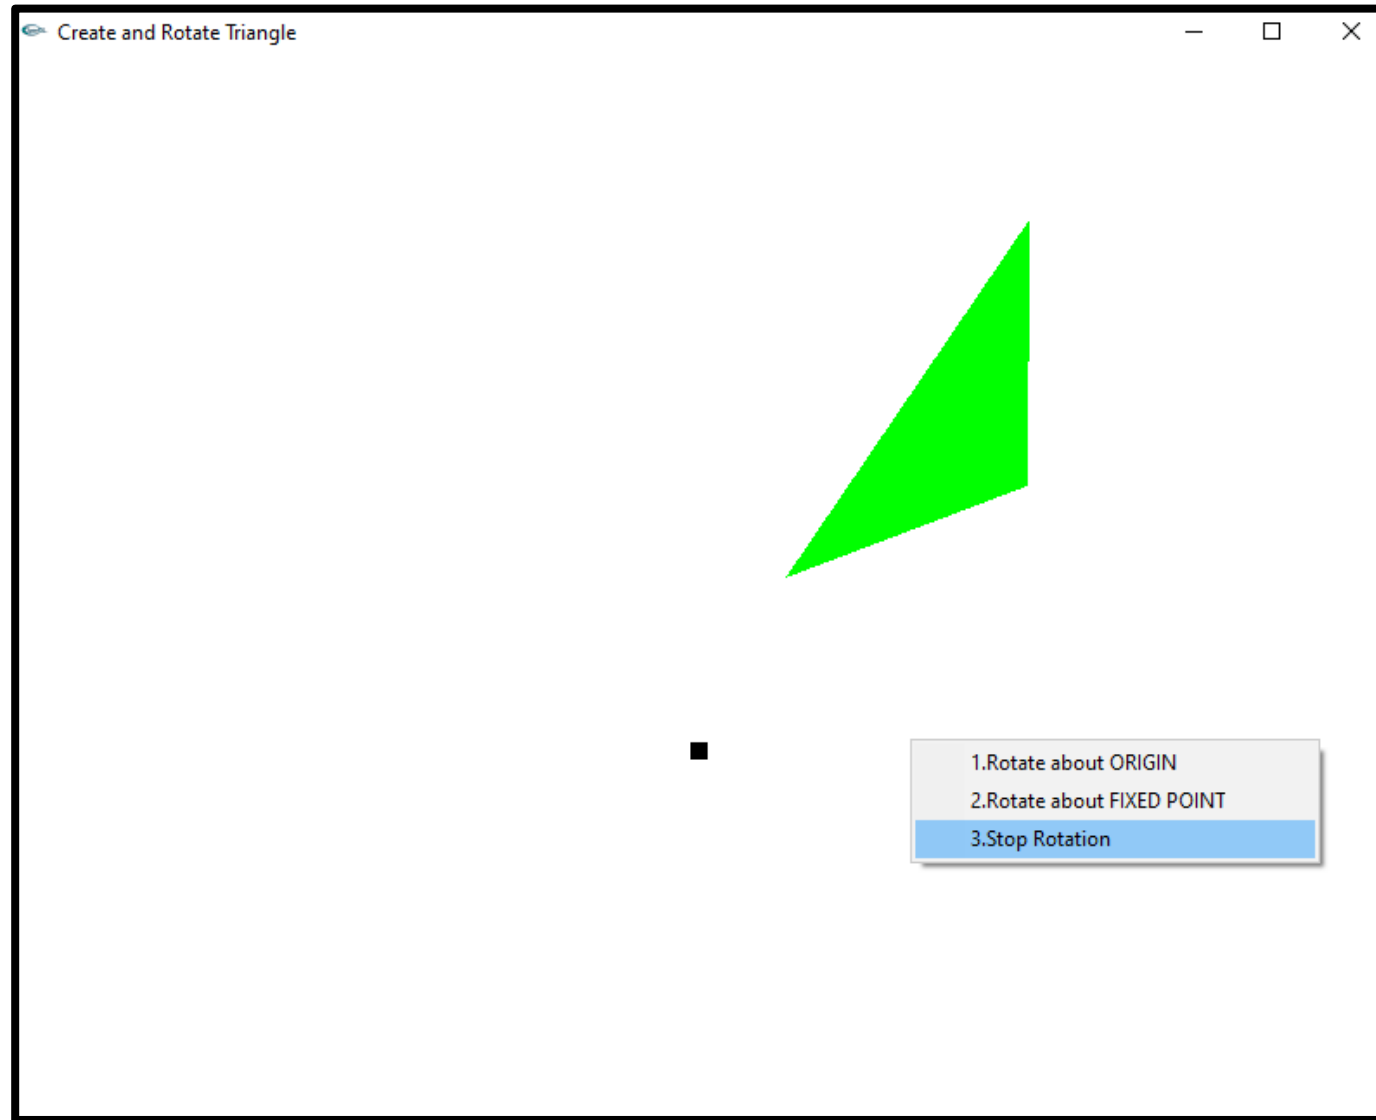 Create and Rotate Triangle
1.Rotate about ORIGIN
2.Rotate about FIXED POINT
3.Stop Rotation